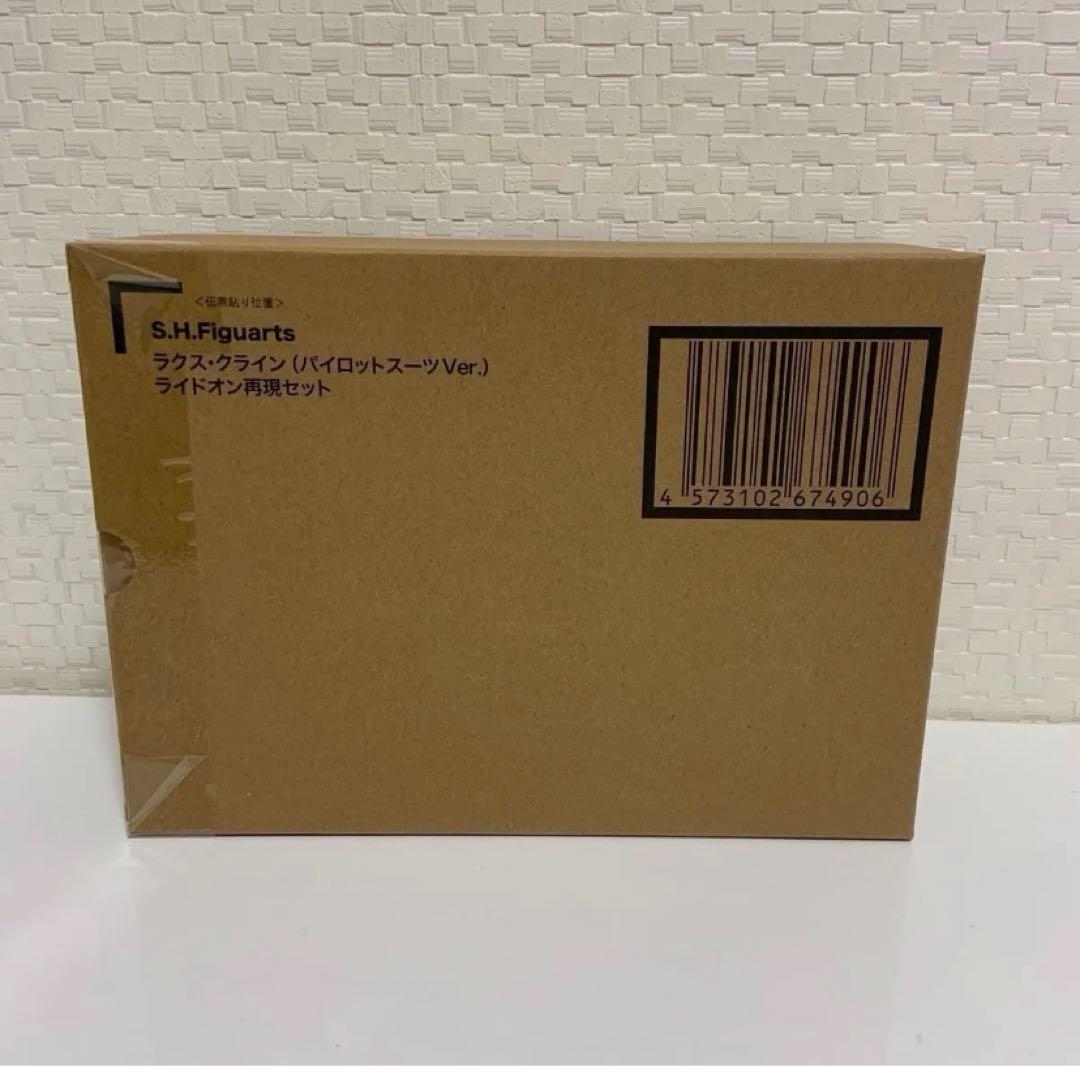 ＜伝票貼り位置＞
S.H.Figuarts
ラクス・クライン（パイロットスーツVer.）
ライドオン再現セット
4 573102 674906